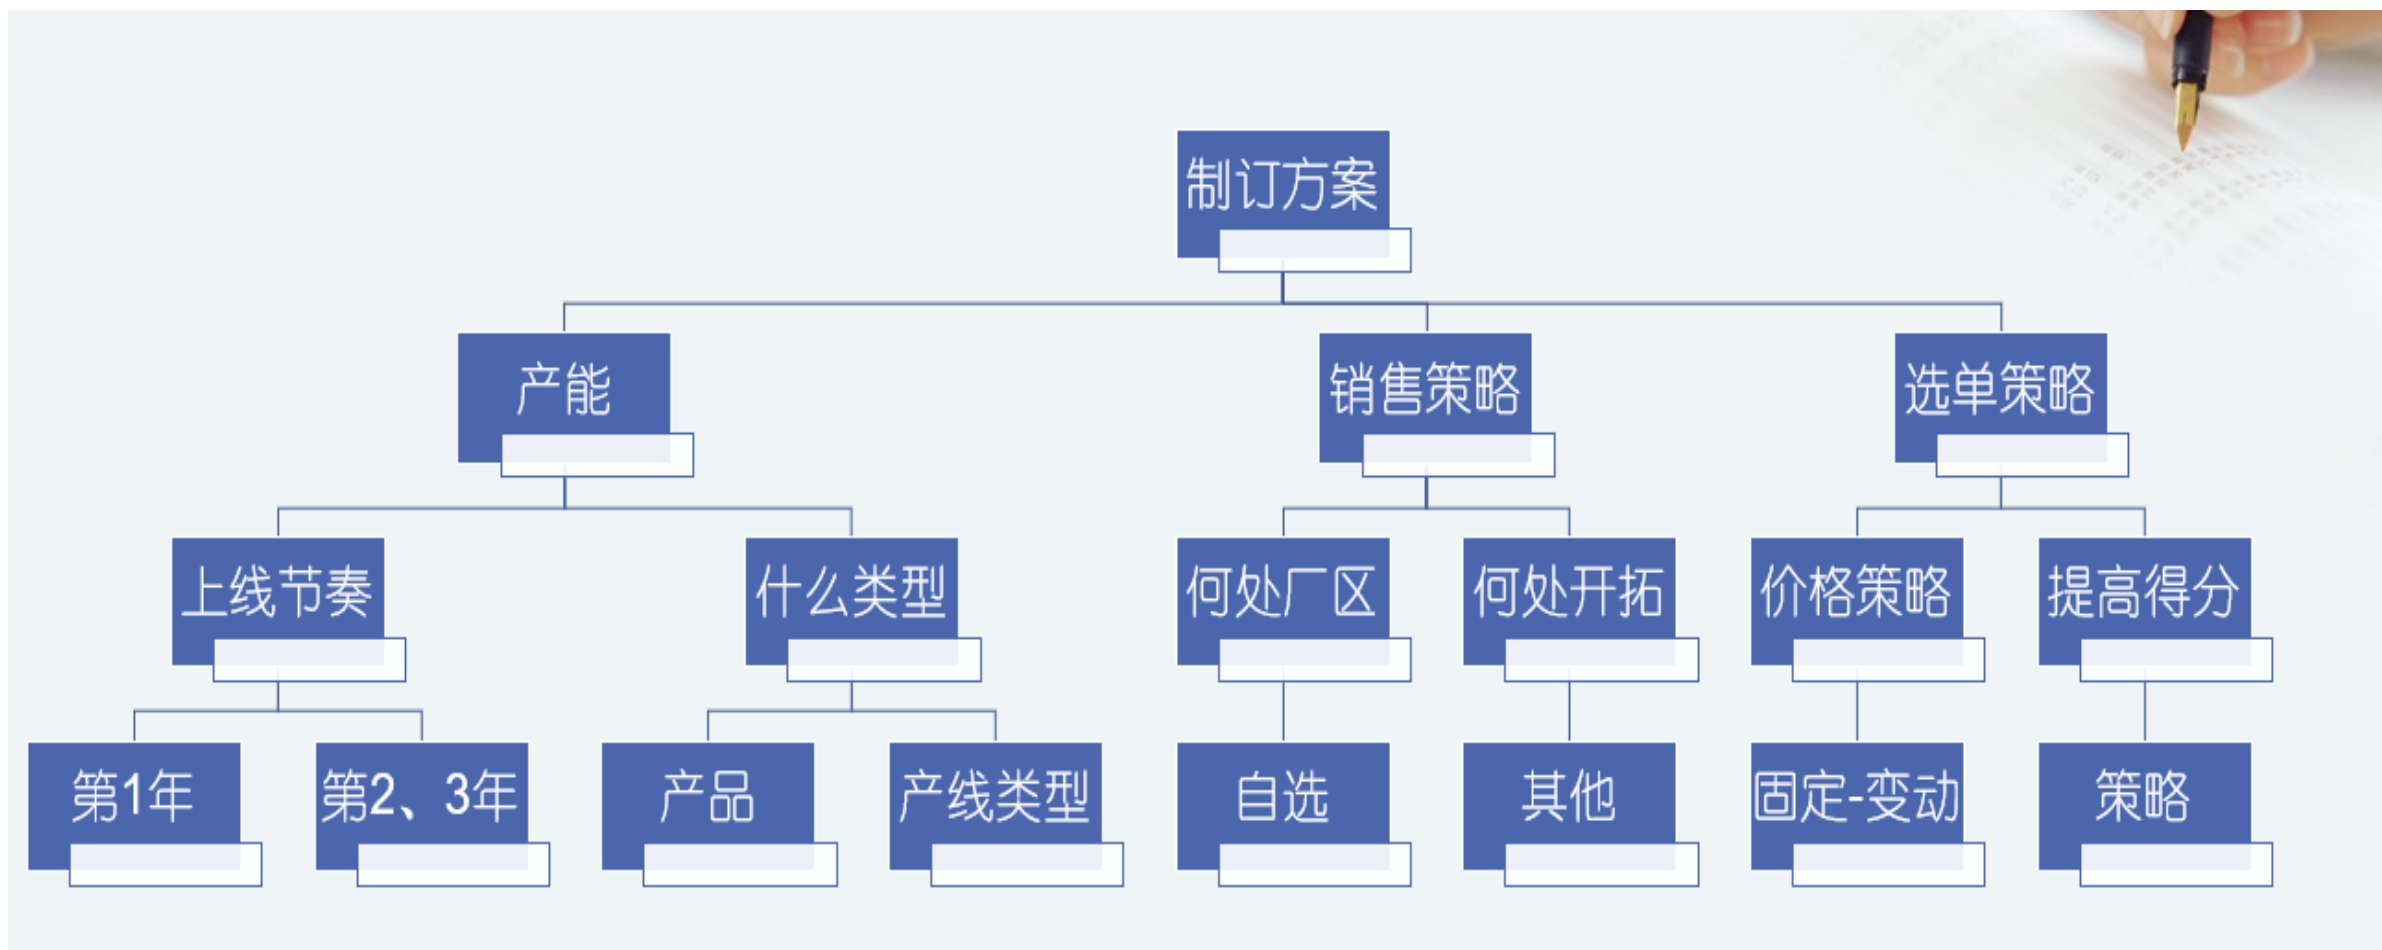 制订方案
产能
销售策略
选单策略
上线节奏
什么类型
何处厂区
何处开拓
价格策略
提高得分
第1年
第2、3年
产品
产线类型
自选
其他
固定-变动
策略